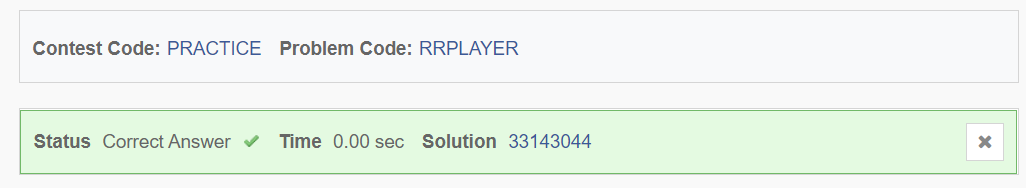 Contest Code: PRACTICE Problem Code: RRPLAYER
Status Correct Answer ✔ Time 0.00 sec Solution 33143044 ✖